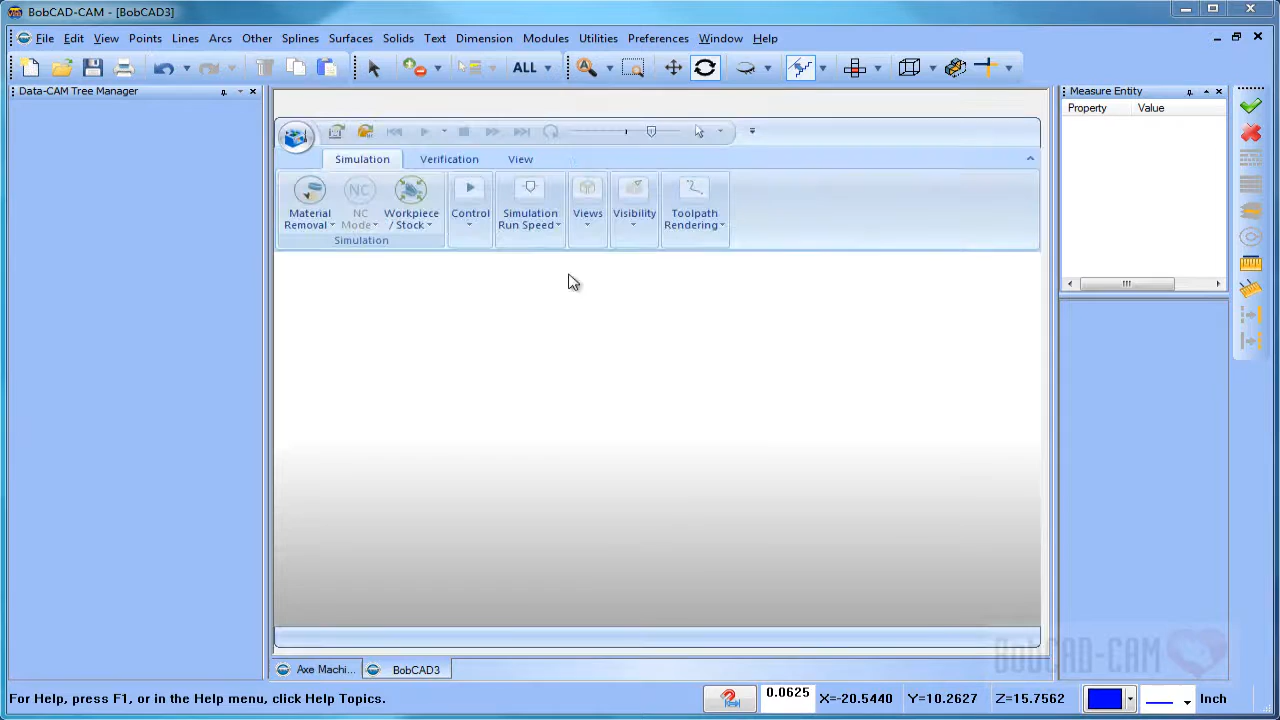 BobCAD-CAM - [BobCAD3]
File Edit View Points Lines Arcs Other Splines Surfaces Solids Text Dimension Modules Utilities Preferences Window Help
ALL
Data-CAM Tree Manager
Measure Entity
Property Value
Simulation Verification View
Material Removal
NC Mode
Workpiece / Stock
Control
Simulation Run Speed
Views
Visibility
Toolpath Rendering
Simulation
BobCAD-CAM
Axe Machi... BobCAD3
For Help, press F1, or in the Help menu, click Help Topics.
0.0625 X=-20.5440 Y=10.2627 Z=15.7562 Inch